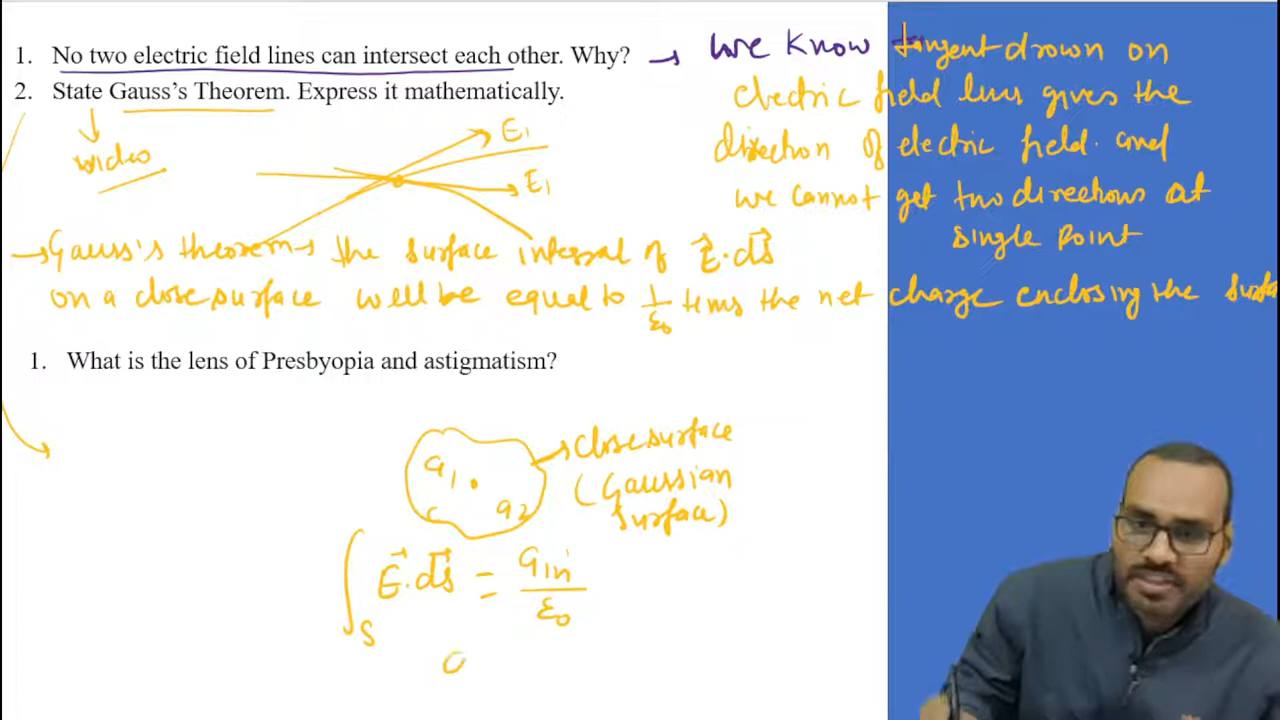 1. No two electric field lines can intersect each other. Why? → We know tangent drown on
2. State Gauss's Theorem. Express it mathematically.
electric field lines gives the
direction of electric field. and
we cannot get two directions at
single point
video
E₁
E₁
→ Gauss's theorem → the surface integral of E⃗.dS⃗
on a close surface will be equal to 1/ε₀ tims the net charge enclosing the surfa
1. What is the lens of Presbyopia and astigmatism?
→ close surface
(Gaussian
surface)
q₁ .
q₂
∫S E⃗.dS⃗ = qin/ε₀